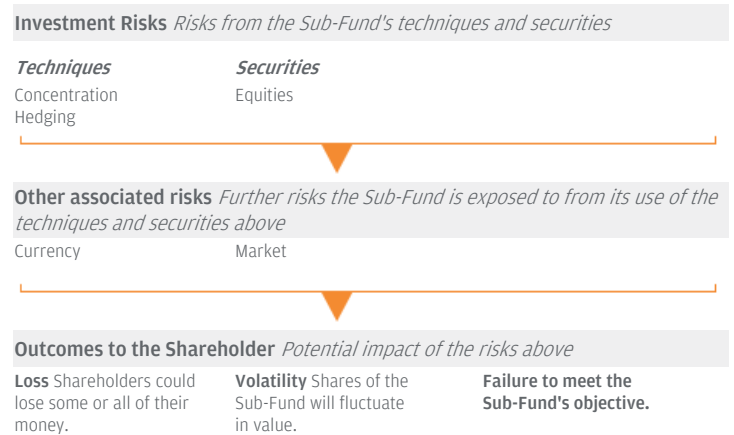 Investment Risks Risks from the Sub-Fund's techniques and securities
Techniques
Concentration
Hedging
Securities
Equities
Other associated risks Further risks the Sub-Fund is exposed to from its use of the
techniques and securities above
Currency
Market
Outcomes to the Shareholder Potential impact of the risks above
Loss Shareholders could
lose some or all of their
money.
Volatility Shares of the
Sub-Fund will fluctuate
in value.
Failure to meet the
Sub-Fund's objective.